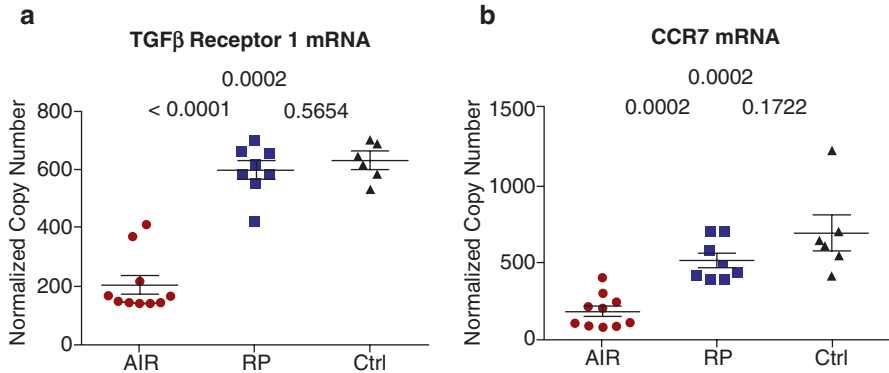 a
TGFβ Receptor 1 mRNA
0.0002
< 0.0001 0.5654
Normalized Copy Number
800
600
400
200
0
AIR RP Ctrl
b
CCR7 mRNA
0.0002
0.0002 0.1722
Normalized Copy Number
1500
1000
500
0
AIR RP Ctrl